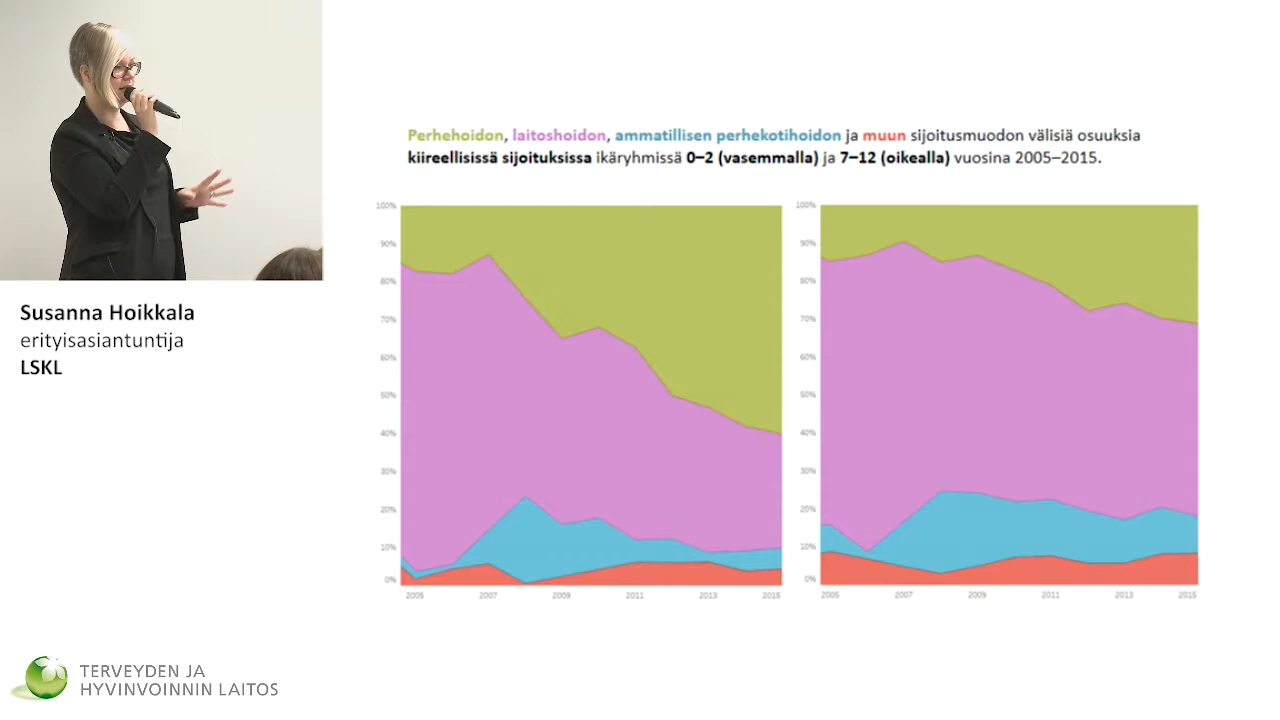 Perhehoidon, laitoshoidon, ammatillisen perhekotihoidon ja muun sijoitusmuodon välisiä osuuksia
kiireellisissä sijoituksissa ikäryhmissä 0–2 (vasemmalla) ja 7–12 (oikealla) vuosina 2005–2015.
100%
90%
80%
70%
60%
50%
40%
30%
20%
10%
0%
2005 2007 2009 2011 2013 2015
100%
90%
80%
70%
60%
50%
40%
30%
20%
10%
0%
2005 2007 2009 2011 2013 2015
Susanna Hoikkala
erityisasiantuntija
LSKL
TERVEYDEN JA
HYVINVOINNIN LAITOS